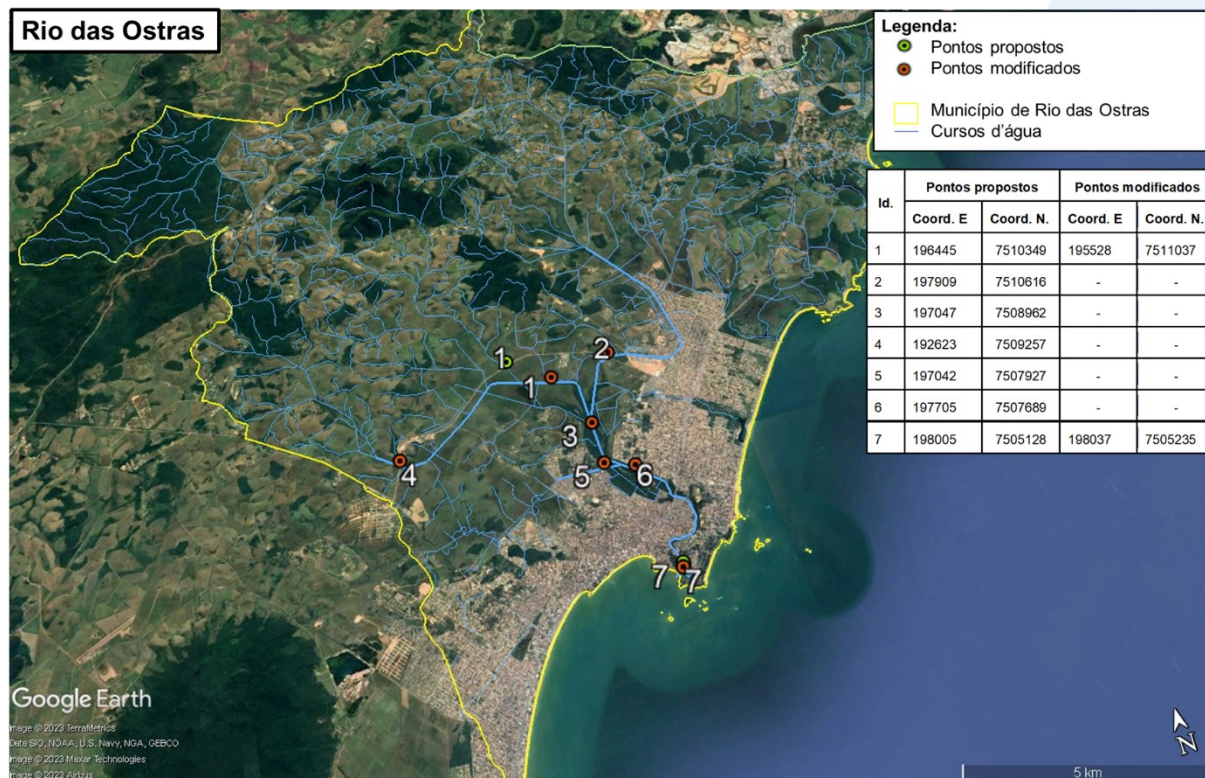 Rio das Ostras
Legenda:
Pontos propostos
Pontos modificados
Município de Rio das Ostras
Cursos d'água
Id. Pontos propostos Pontos modificados
Coord. E Coord. N. Coord. E Coord. N.
1 196445 7510349 195528 7511037
2 197909 7510616 - -
3 197047 7508962 - -
4 192623 7509257 - -
5 197042 7507927 - -
6 197705 7507689 - -
7 198005 7505128 198037 7505235
1
2
1
3
4
5
6
7
7
Google Earth
Image © 2023 TerraMetrics
Data SIO, NOAA, U.S. Navy, NGA, GEBCO
Image © 2023 Maxar Technologies
Image © 2023 Airbus
N
5 km